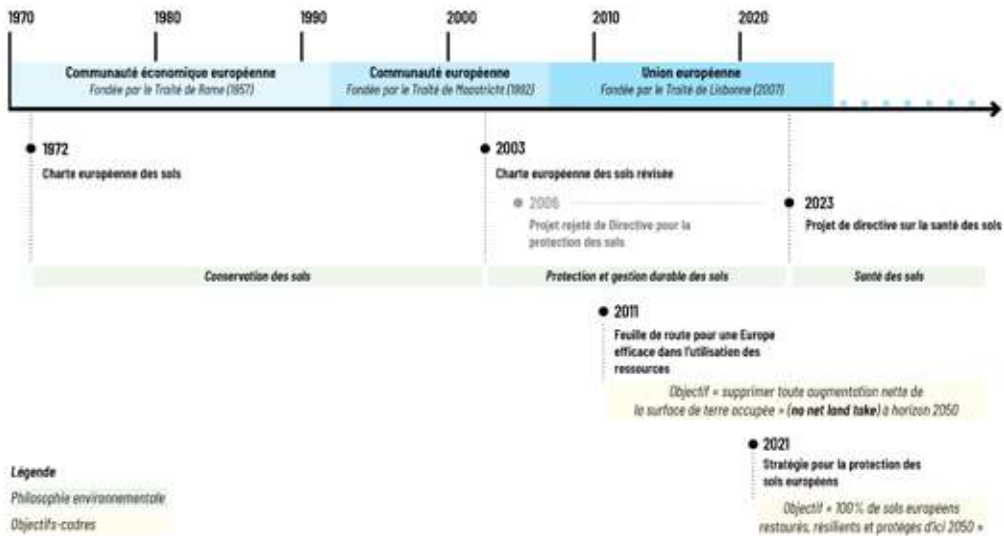 1970 1980 1990 2000 2010 2020
Communauté économique européenne
Fondée par le Traité de Rome (1957)
Communauté européenne
Fondée par le Traité de Maastricht (1992)
Union européenne
Fondée par le Traité de Lisbonne (2007)
1972
Charte européenne des sols
2003
Charte européenne des sols révisée
2006
Projet rejeté de Directive pour la
protection des sols
2023
Projet de directive sur la santé des sols
Conservation des sols
Protection et gestion durable des sols
Santé des sols
2011
Feuille de route pour une Europe
efficace dans l'utilisation des
ressources
Objectif « supprimer toute augmentation nette de
la surface de terre occupée » (no net land take) à horizon 2050
2021
Stratégie pour la protection des
sols européens
Objectif « 100% de sols européens
restaurés, résilients et protégés d'ici 2050 »
Légende
Philosophie environnementale
Objectifs-cadres